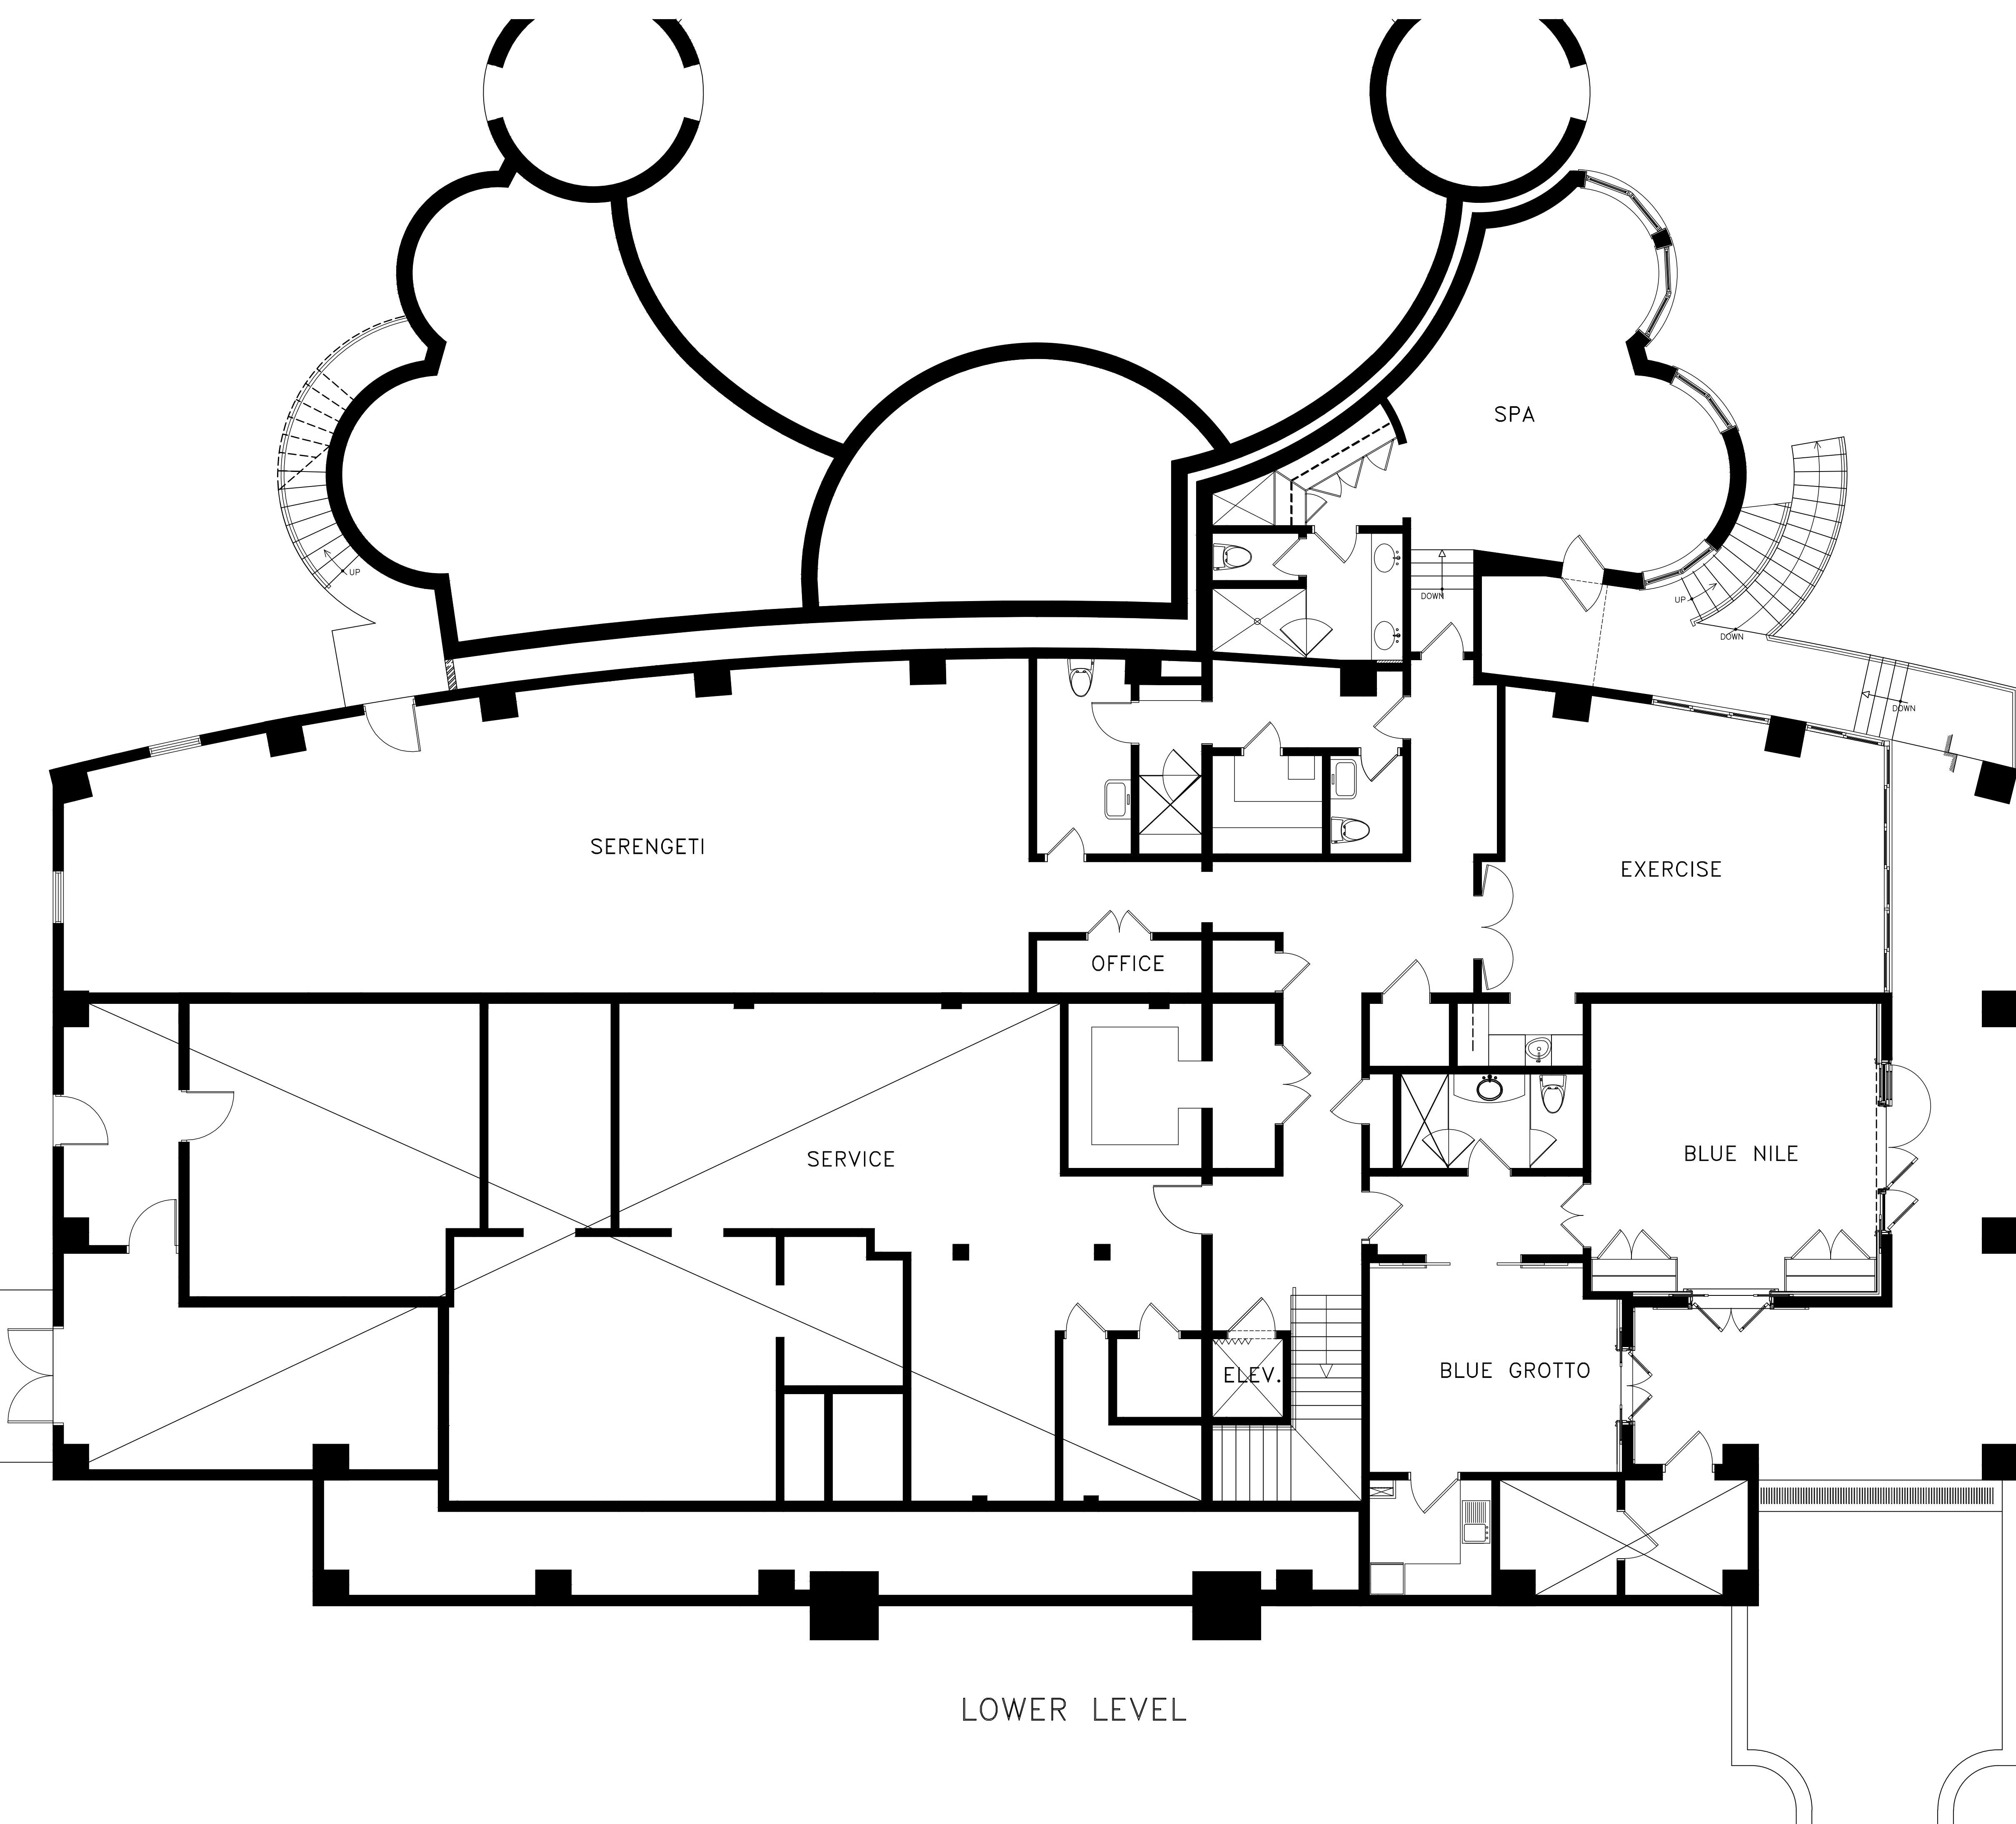 SPA
UP
DOWN
UP
DOWN
DOWN
SERENGETI
EXERCISE
OFFICE
SERVICE
BLUE NILE
ELEV.
BLUE GROTTO
LOWER LEVEL